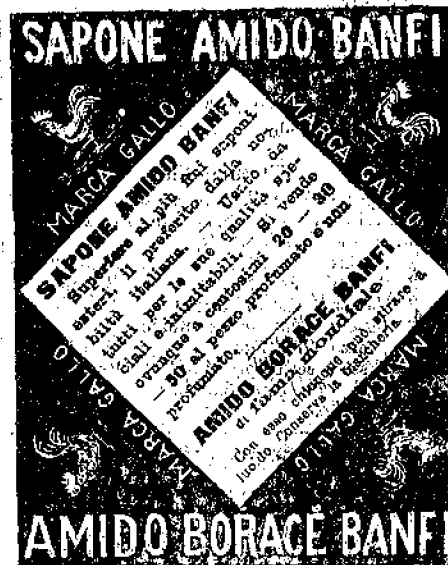 SAPONE AMIDO BANFI
MARCA GALLO
MARCA GALLO
SAPONE AMIDO BANFI
Superiore ai più fini saponi
esteri, il preferito dalla no-
biltà italiana. — Usato da
tutti per le sue qualità spe-
ciali e inimitabili. — Si vende
ovunque a centesimi 20 — 30
— 50 al pezzo profumato e non
profumato.
AMIDO BORACE BANFI
di fama mondiale
Con esso chiunque può stirare a
lucido. Conserva la biancheria.
MARCA GALLO
MARCA GALLO
AMIDO BORACE BANFI